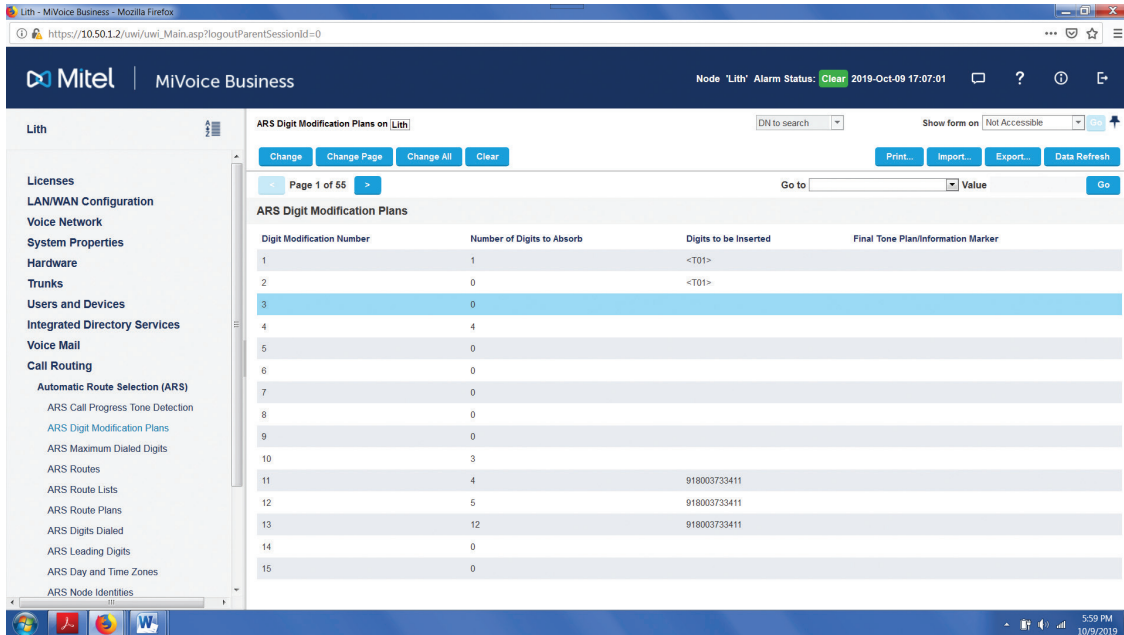 Lith - MiVoice Business - Mozilla Firefox
https://10.50.1.2/uwi/uwi_Main.asp?logoutParentSessionId=0
Mitel | MiVoice Business
Node 'Lith' Alarm Status: Clear 2019-Oct-09 17:07:01
Lith
Licenses
LAN/WAN Configuration
Voice Network
System Properties
Hardware
Trunks
Users and Devices
Integrated Directory Services
Voice Mail
Call Routing
Automatic Route Selection (ARS)
ARS Call Progress Tone Detection
ARS Digit Modification Plans
ARS Maximum Dialed Digits
ARS Routes
ARS Route Lists
ARS Route Plans
ARS Digits Dialed
ARS Leading Digits
ARS Day and Time Zones
ARS Node Identities
ARS Digit Modification Plans on Lith DN to search Show form on Not Accessible Go
Change Change Page Change All Clear Print... Import... Export... Data Refresh
< Page 1 of 55 > Go to Value Go
ARS Digit Modification Plans
Digit Modification Number Number of Digits to Absorb Digits to be Inserted Final Tone Plan/Information Marker
1 1 <T01>
2 0 <T01>
3 0
4 4
5 0
6 0
7 0
8 0
9 0
10 3
11 4 918003733411
12 5 918003733411
13 12 918003733411
14 0
15 0
5:59 PM
10/9/2019